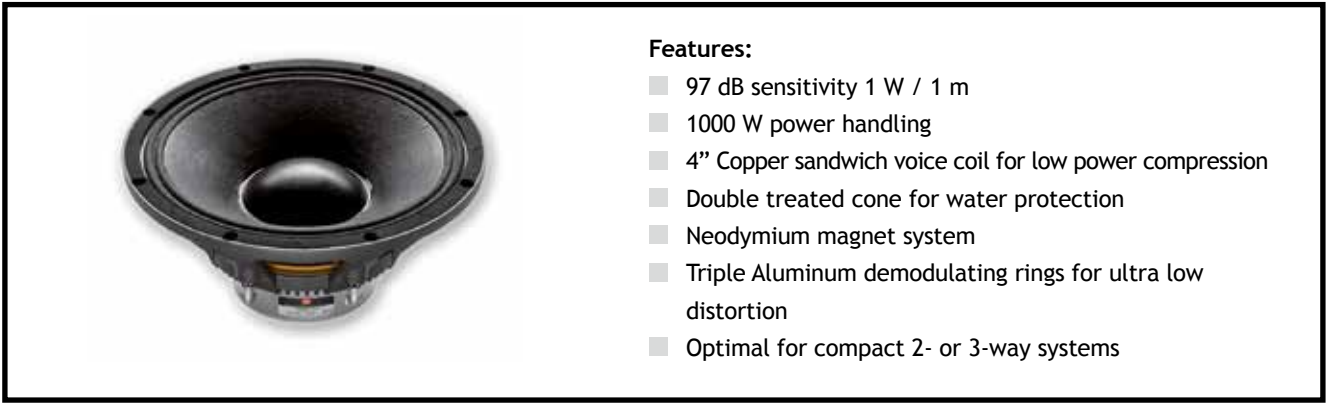 Features:
97 dB sensitivity 1 W / 1 m
1000 W power handling
4” Copper sandwich voice coil for low power compression
Double treated cone for water protection
Neodymium magnet system
Triple Aluminum demodulating rings for ultra low
distortion
Optimal for compact 2- or 3-way systems